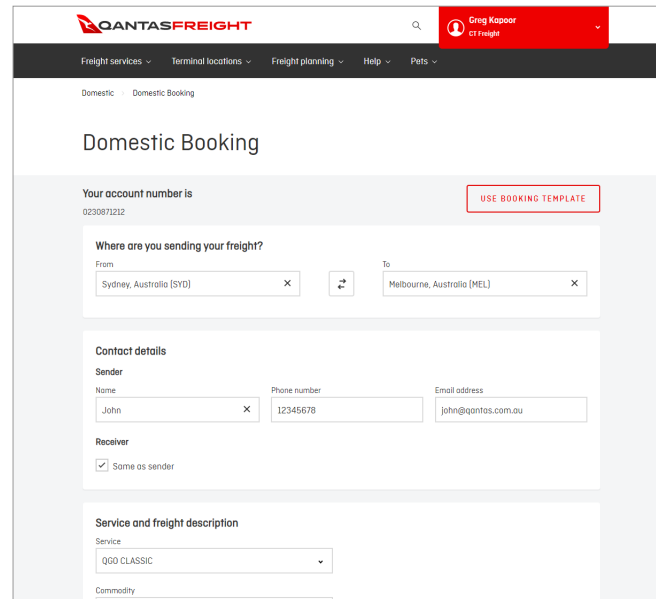 QANTASFREIGHT
Greg Kapoor
CT Freight
Freight services
Terminal locations
Freight planning
Help
Pets
Domestic
Domestic Booking
Domestic Booking
Your account number is
0230871212
USE BOOKING TEMPLATE
Where are you sending your freight?
From
To
Sydney, Australia (SYD)
Melbourne, Australia (MEL)
Contact details
Sender
Name
Phone number
Email address
John
12345678
john@qantas.com.au
Receiver
Same as sender
Service and freight description
Service
QGO CLASSIC
Commodity